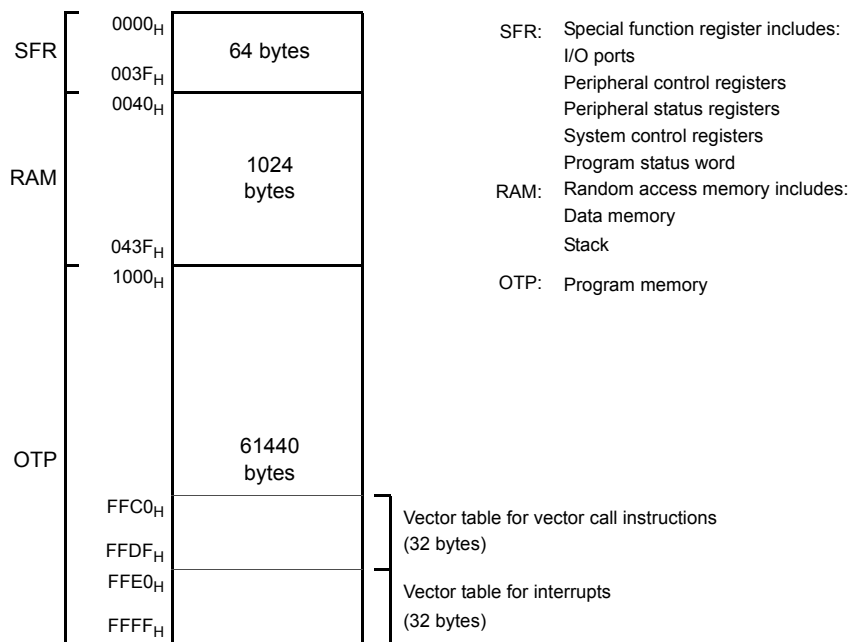 0000H
SFR
64 bytes
003FH
0040H
RAM
1024
bytes
043FH
1000H
OTP
61440
bytes
FFC0H
FFDFH
FFE0H
FFFFH
Vector table for vector call instructions
(32 bytes)
Vector table for interrupts
(32 bytes)
SFR: Special function register includes:
I/O ports
Peripheral control registers
Peripheral status registers
System control registers
Program status word
RAM: Random access memory includes:
Data memory
Stack
OTP: Program memory